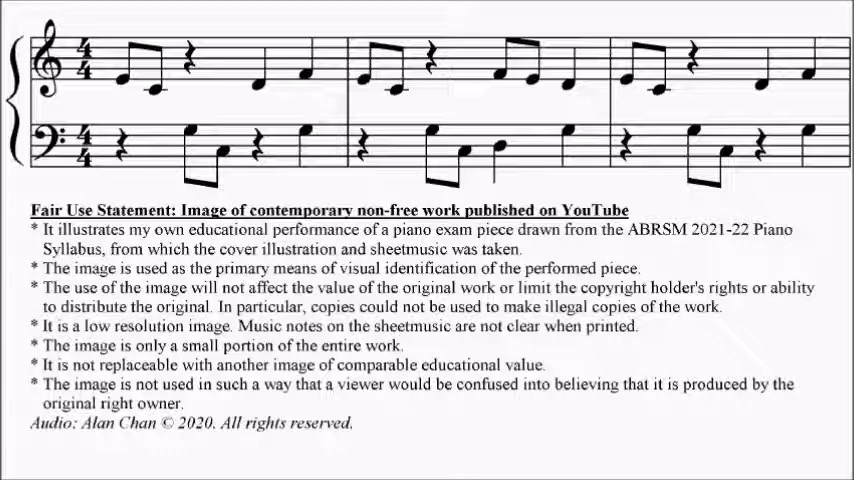 Fair Use Statement: Image of contemporary non-free work published on YouTube
* It illustrates my own educational performance of a piano exam piece drawn from the ABRSM 2021-22 Piano
Syllabus, from which the cover illustration and sheetmusic was taken.
* The image is used as the primary means of visual identification of the performed piece.
* The use of the image will not affect the value of the original work or limit the copyright holder's rights or ability
to distribute the original. In particular, copies could not be used to make illegal copies of the work.
* It is a low resolution image. Music notes on the sheetmusic are not clear when printed.
* The image is only a small portion of the entire work.
* It is not replaceable with another image of comparable educational value.
* The image is not used in such a way that a viewer would be confused into believing that it is produced by the
original right owner.
Audio: Alan Chan © 2020. All rights reserved.